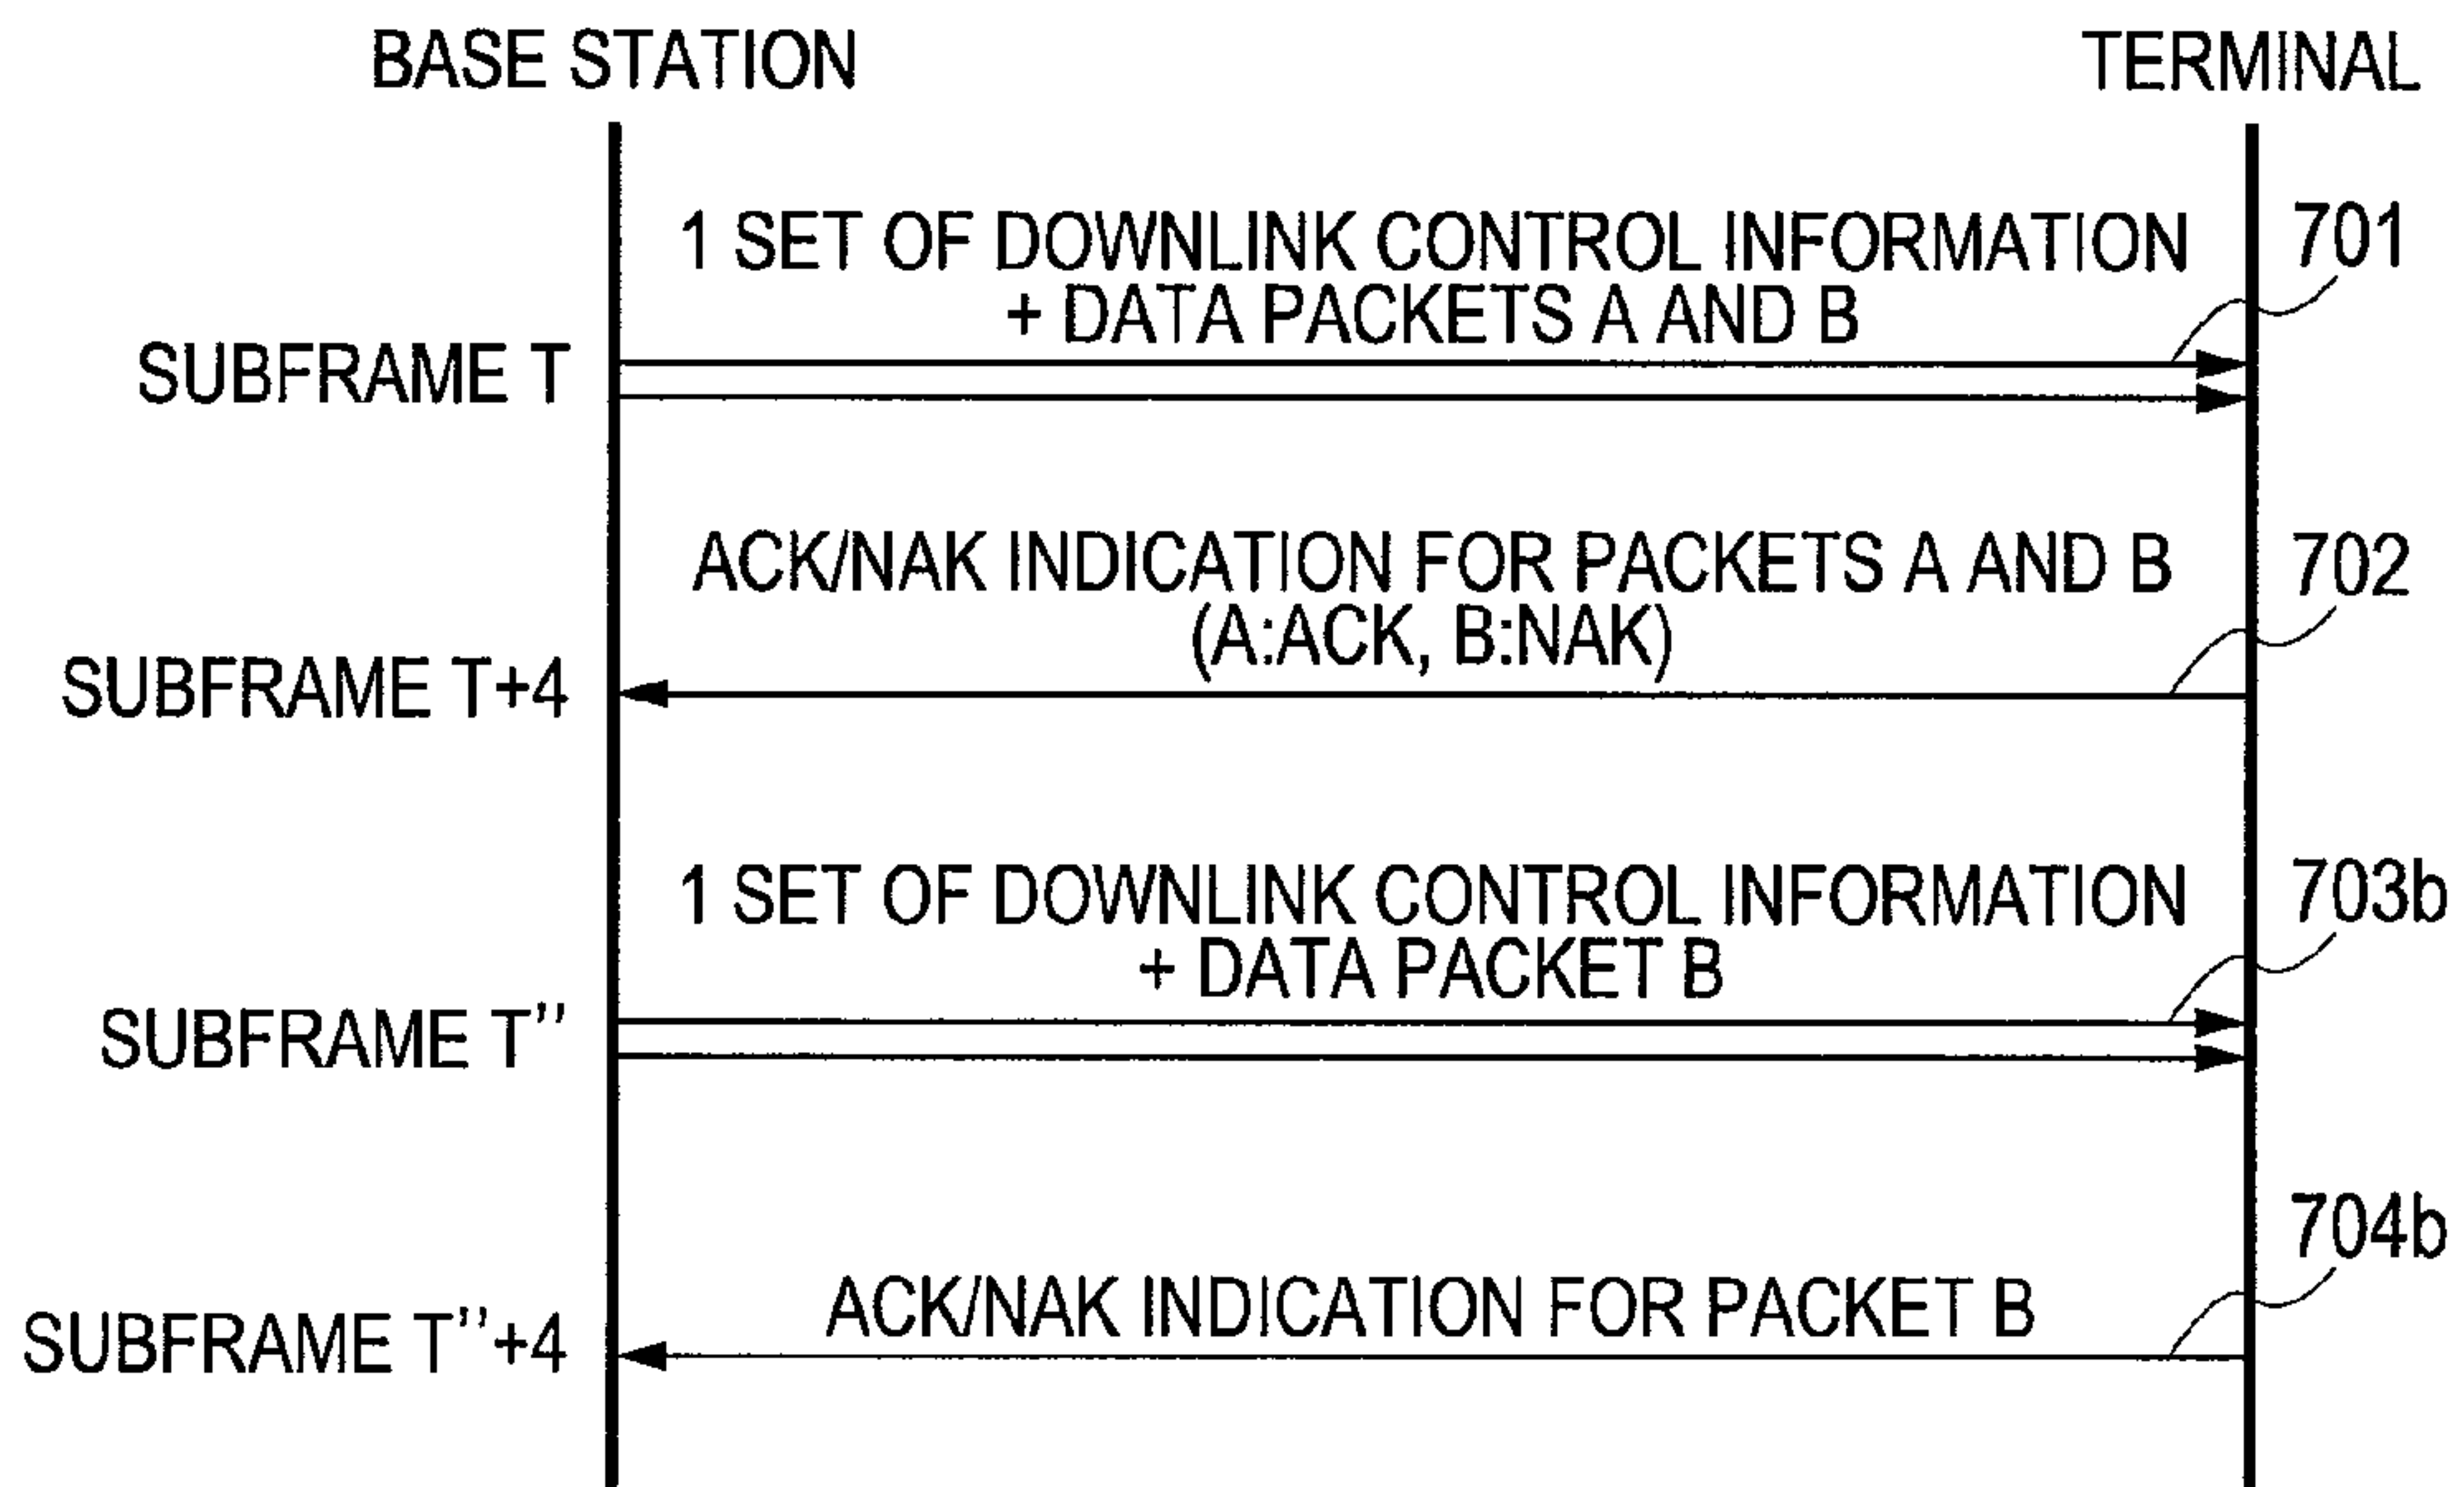 BASE STATION
TERMINAL
1 SET OF DOWNLINK CONTROL INFORMATION
+ DATA PACKETS A AND B
701
SUBFRAME T
ACK/NAK INDICATION FOR PACKETS A AND B
(A:ACK, B:NAK)
702
SUBFRAME T+4
1 SET OF DOWNLINK CONTROL INFORMATION
+ DATA PACKET B
703b
SUBFRAME T''
704b
ACK/NAK INDICATION FOR PACKET B
SUBFRAME T''+4